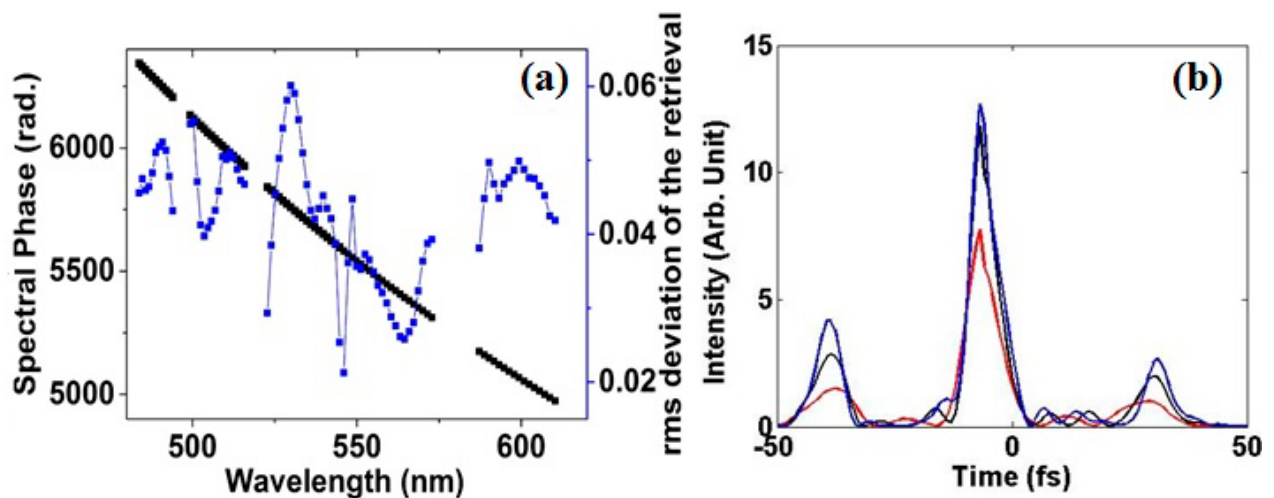 (a)
6000
5500
5000
Spectral Phase (rad.)
500
550
600
Wavelength (nm)
0.06
0.04
0.02
rms deviation of the retrieval
(b)
15
10
5
0
Intensity (Arb. Unit)
-50
0
50
Time (fs)